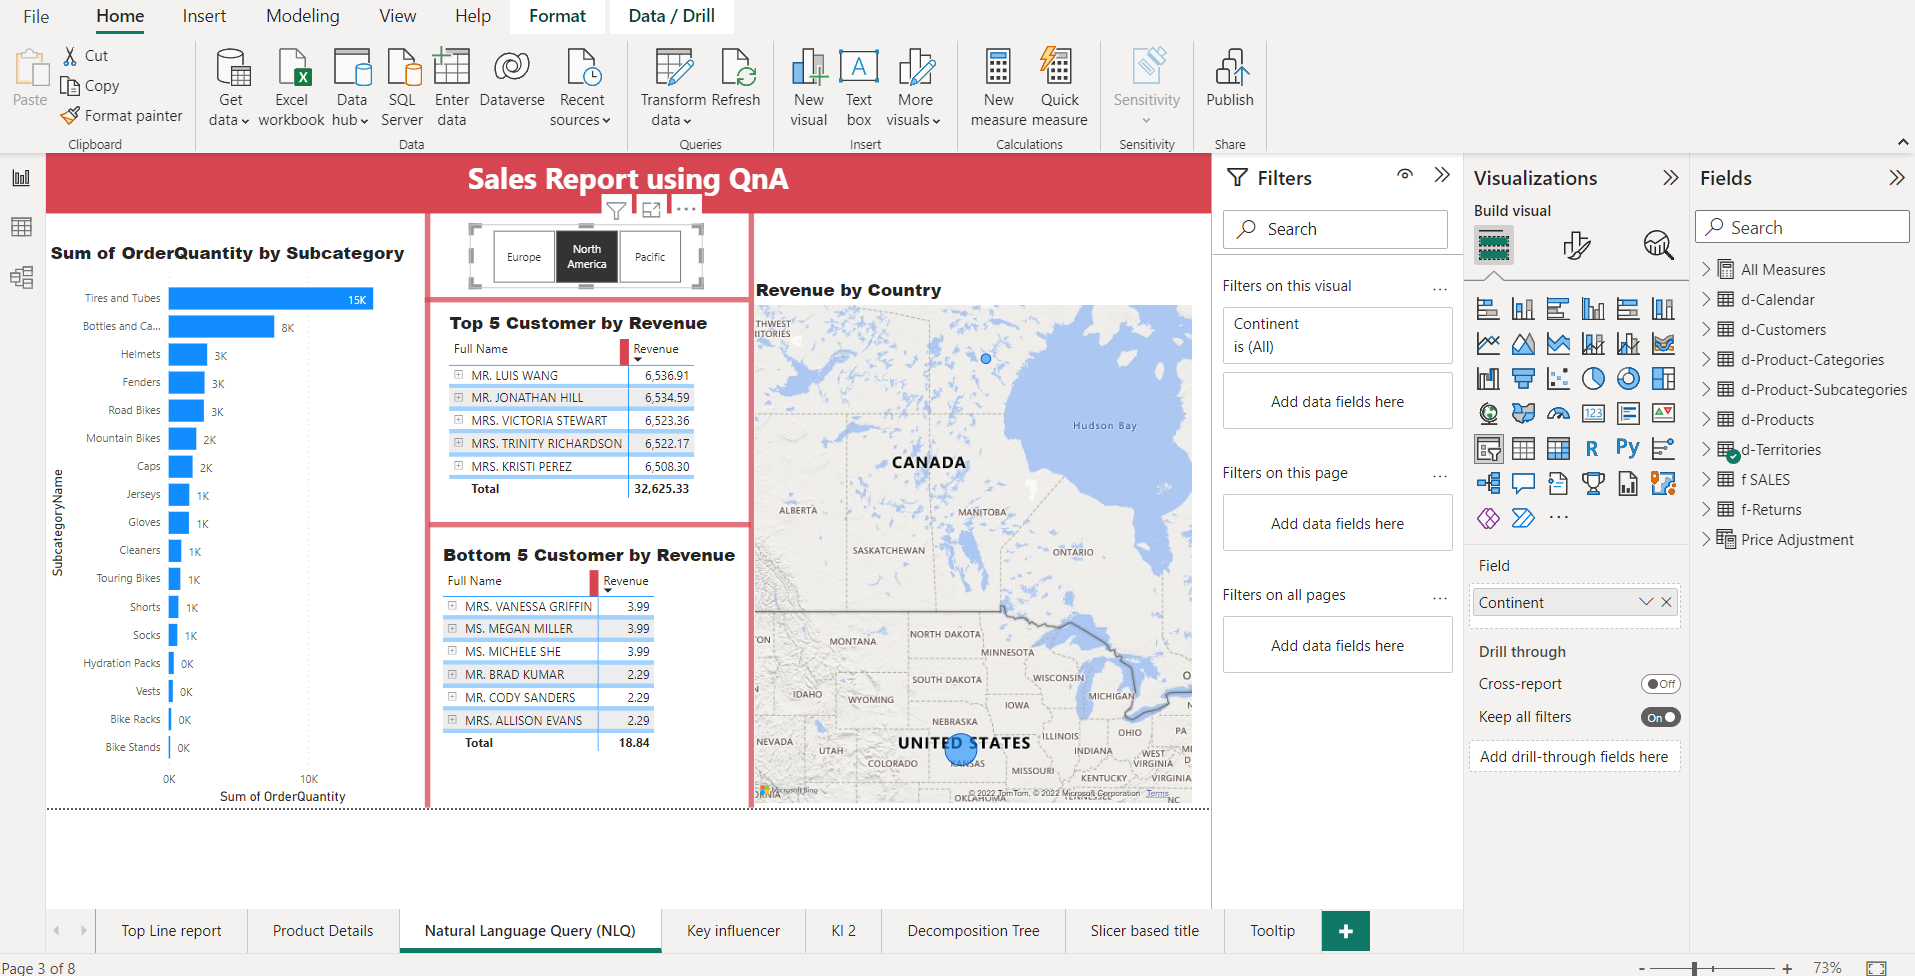 File Home Insert Modeling View Help Format Data / Drill
Paste
Cut
Copy
Format painter
Clipboard
Get data
Excel workbook
Data hub
SQL Server
Enter data
Dataverse
Recent sources
Data
Transform data
Refresh
Queries
New visual
Text box
More visuals
Insert
New measure
Quick measure
Calculations
Sensitivity
Sensitivity
Publish
Share
Sales Report using QnA
Sum of OrderQuantity by Subcategory
SubcategoryName
Tires and Tubes 15K
Bottles and Ca... 8K
Helmets 3K
Fenders 3K
Road Bikes 3K
Mountain Bikes 2K
Caps 2K
Jerseys 1K
Gloves 1K
Cleaners 1K
Touring Bikes 1K
Shorts 1K
Socks 1K
Hydration Packs 0K
Vests 0K
Bike Racks 0K
Bike Stands 0K
0K 10K
Sum of OrderQuantity
Europe
North America
Pacific
Top 5 Customer by Revenue
Full Name Revenue
MR. LUIS WANG 6,536.91
MR. JONATHAN HILL 6,534.59
MRS. VICTORIA STEWART 6,523.36
MRS. TRINITY RICHARDSON 6,522.17
MRS. KRISTI PEREZ 6,508.30
Total 32,625.33
Bottom 5 Customer by Revenue
Full Name Revenue
MRS. VANESSA GRIFFIN 3.99
MS. MEGAN MILLER 3.99
MS. MICHELE SHE 3.99
MR. BRAD KUMAR 2.29
MR. CODY SANDERS 2.29
MRS. ALLISON EVANS 2.29
Total 18.84
Revenue by Country
THWEST
RITORIES
Hudson Bay
CANADA
ALBERTA
MANITOBA
SASKATCHEWAN
ONTARIO
ON
MONTANA
NORTH DAKOTA
MINNESOTA
SOUTH DAKOTA
WISCONSIN
MICHIGAN
O
IDAHO
WYOMING
IOWA
NEBRASKA
NEVADA
UTAH
UNITED STATES
ILLINOIS
OHIO
PA
INDIANA
WEST VIRGINIA
MI
D
COLORADO
KANSAS
MISSOURI
KENTUCKY
VIRGINIA
RNIA
OKLAHOMA
TENNESSEE
NC
Microsoft Bing
© 2022 TomTom, © 2022 Microsoft Corporation Terms
Filters
Search
Filters on this visual ...
Continent
is (All)
Add data fields here
Filters on this page ...
Add data fields here
Filters on all pages ...
Add data fields here
Visualizations
Build visual
123
R
Py
...
Field
Continent
Drill through
Cross-report Off
Keep all filters On
Add drill-through fields here
Fields
Search
All Measures
d-Calendar
d-Customers
d-Product-Categories
d-Product-Subcategories
d-Products
d-Territories
f SALES
f-Returns
Price Adjustment
Top Line report
Product Details
Natural Language Query (NLQ)
Key influencer
KI 2
Decomposition Tree
Slicer based title
Tooltip
+
Page 3 of 8
- + 73%